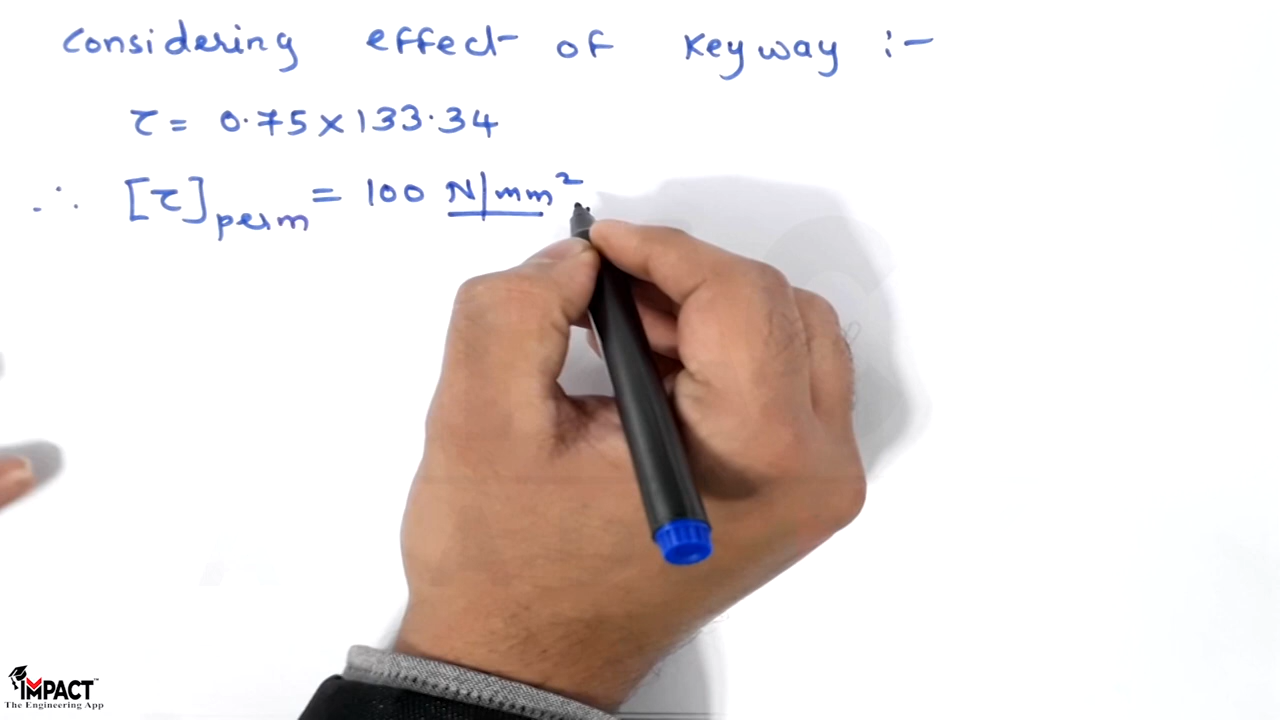 Considering effect of Keyway :-
τ = 0.75 × 133.34
∴ [τ]perm = 100 N/mm²
IMPACT
The Engineering App